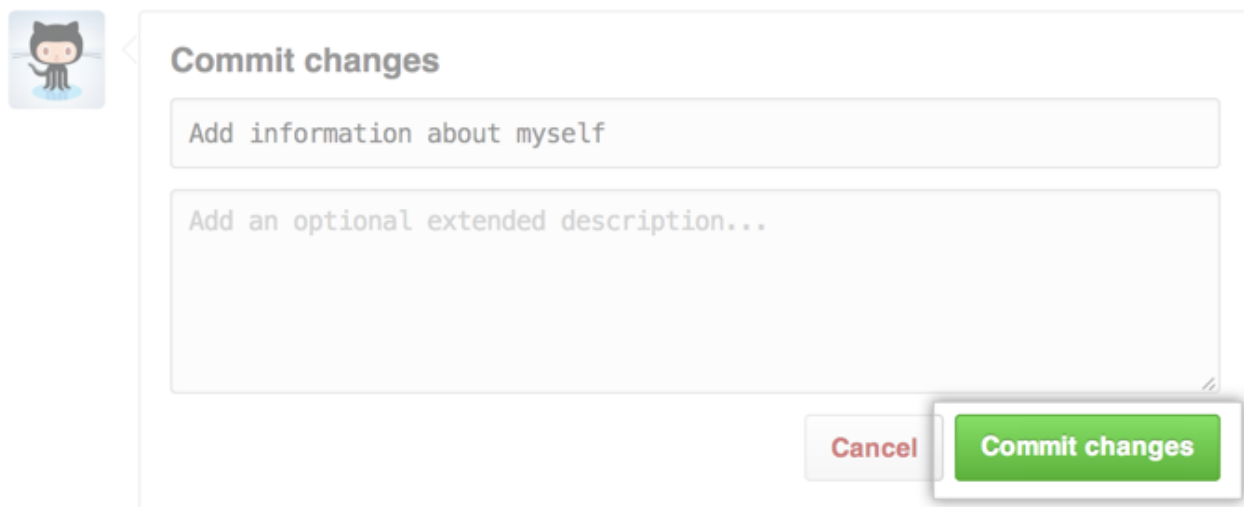 Commit changes
Add information about myself
Add an optional extended description...
Cancel
Commit changes